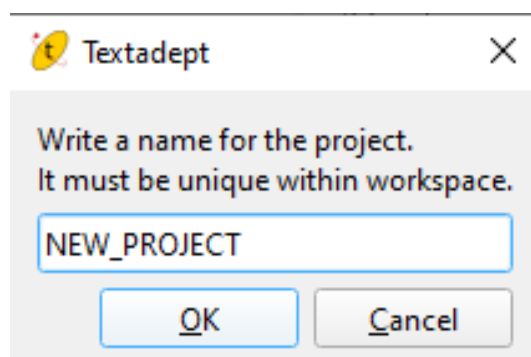 Textadept
Write a name for the project.
It must be unique within workspace.
NEW_PROJECT
OK
Cancel